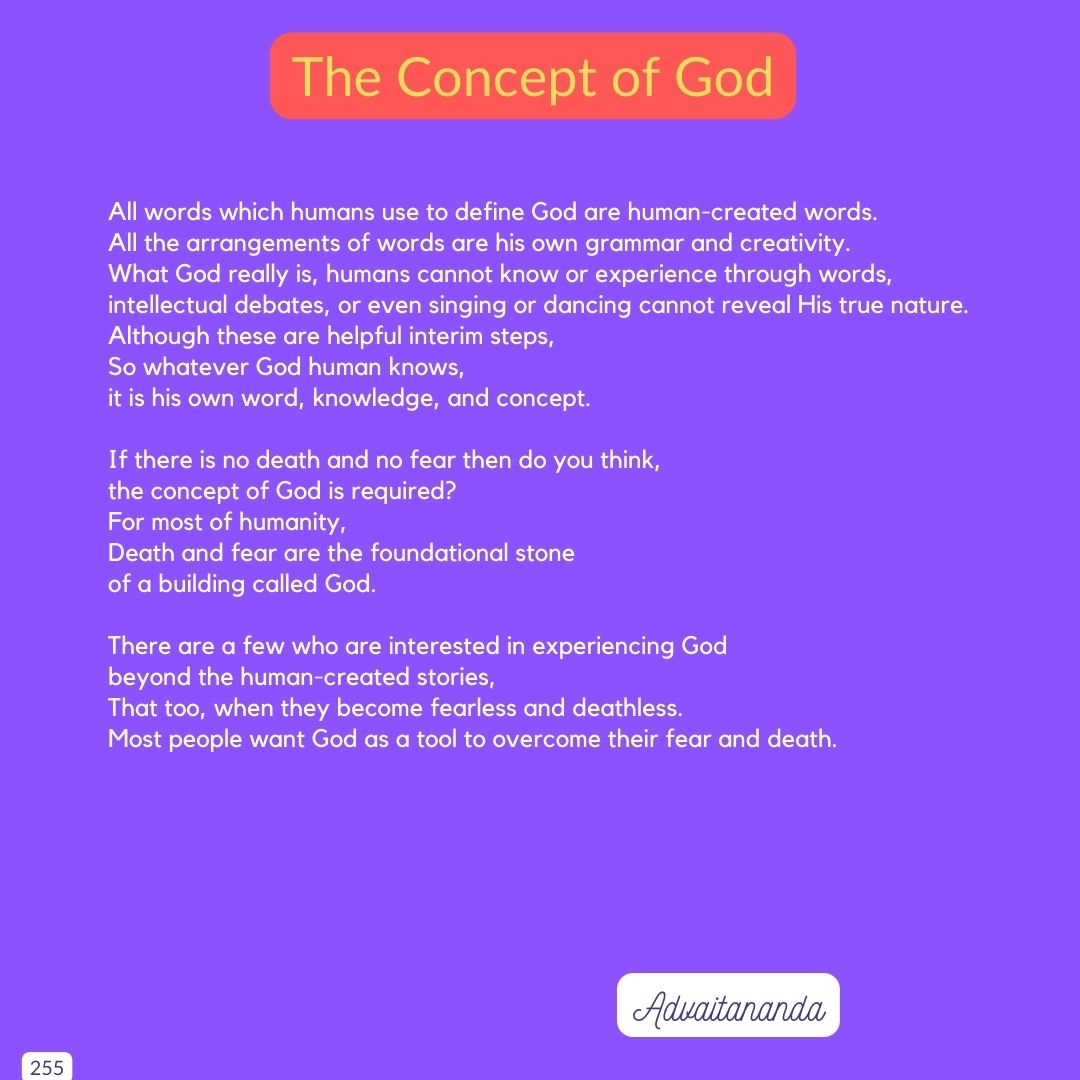 The Concept of God
All words which humans use to define God are human-created words.
All the arrangements of words are his own grammar and creativity.
What God really is, humans cannot know or experience through words,
intellectual debates, or even singing or dancing cannot reveal His true nature.
Although these are helpful interim steps,
So whatever God human knows,
it is his own word, knowledge, and concept.
If there is no death and no fear then do you think,
the concept of God is required?
For most of humanity,
Death and fear are the foundational stone
of a building called God.
There are a few who are interested in experiencing God
beyond the human-created stories,
That too, when they become fearless and deathless.
Most people want God as a tool to overcome their fear and death.
Advaitananda
255